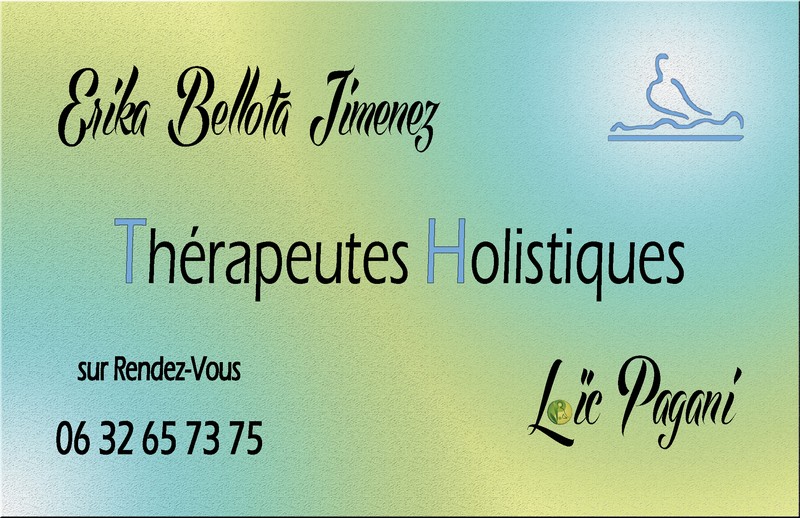 Erika Bellota Jimenez
Thérapeutes Holistiques
sur Rendez-Vous
06 32 65 73 75
Loïc Pagani